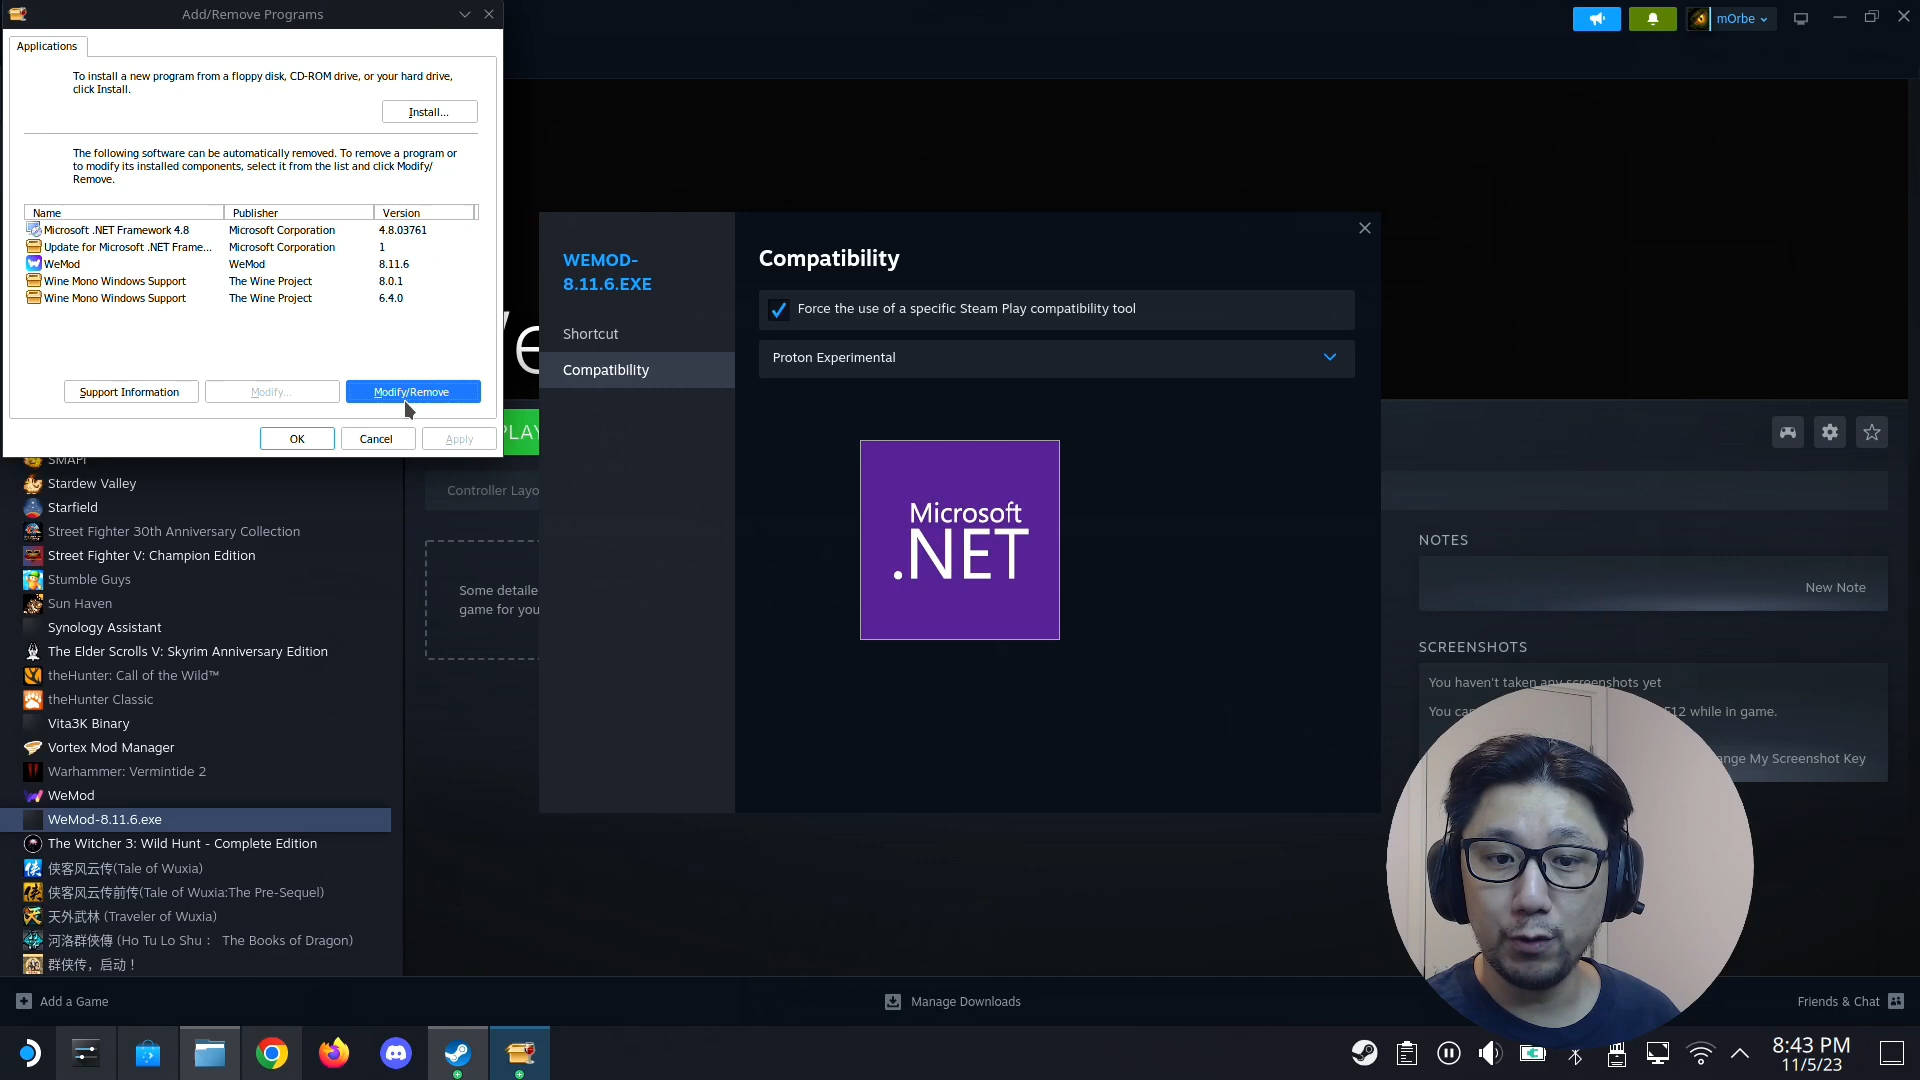 Add/Remove Programs
mOrbe
Applications
To install a new program from a floppy disk, CD-ROM drive, or your hard drive,
click Install.
Install...
The following software can be automatically removed. To remove a program or
to modify its installed components, select it from the list and click Modify/
Remove.
Name Publisher Version
Microsoft .NET Framework 4.8 Microsoft Corporation 4.8.03761
Update for Microsoft .NET Frame... Microsoft Corporation 1
WeMod WeMod 8.11.6
Wine Mono Windows Support The Wine Project 8.0.1
Wine Mono Windows Support The Wine Project 6.4.0
Support Information Modify... Modify/Remove
OK Cancel Apply
WEMOD-
8.11.6.EXE
Shortcut
Compatibility
Compatibility
Force the use of a specific Steam Play compatibility tool
Proton Experimental
Microsoft
.NET
PLAY
Controller Layo
Some detaile
game for you
NOTES
New Note
SCREENSHOTS
You haven't taken any screenshots yet
You ca F12 while in game.
ange My Screenshot Key
SMAPI
Stardew Valley
Starfield
Street Fighter 30th Anniversary Collection
Street Fighter V: Champion Edition
Stumble Guys
Sun Haven
Synology Assistant
The Elder Scrolls V: Skyrim Anniversary Edition
theHunter: Call of the Wild™
theHunter Classic
Vita3K Binary
Vortex Mod Manager
Warhammer: Vermintide 2
WeMod
WeMod-8.11.6.exe
The Witcher 3: Wild Hunt - Complete Edition
侠客风云传(Tale of Wuxia)
侠客风云传前传(Tale of Wuxia:The Pre-Sequel)
天外武林 (Traveler of Wuxia)
河洛群俠傳 (Ho Tu Lo Shu ： The Books of Dragon)
群侠传，启动！
Add a Game
Manage Downloads
Friends & Chat
8:43 PM
11/5/23